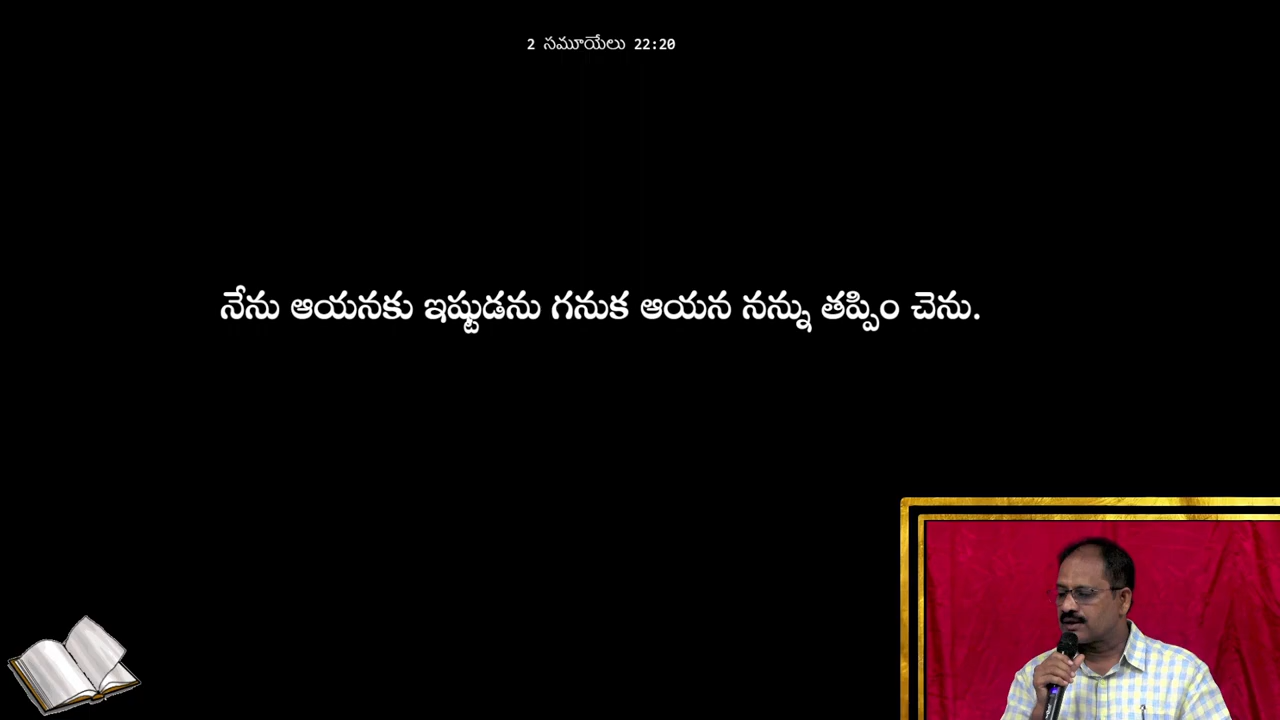 2 సమూయేలు 22:20
నేను ఆయనకు ఇష్టుడను గనుక ఆయన నన్ను తప్పిం చెను.